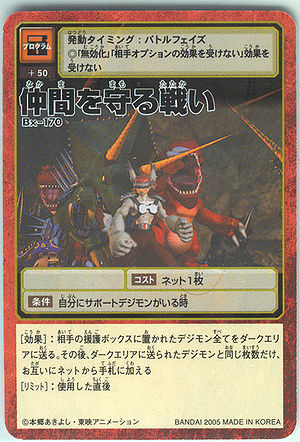 プログラム
+50
発動タイミング：バトルフェイズ
◎「無効化」「相手オプションの効果を受けない」効果を
受けない
仲間を守る戦い
Bx-170
コスト ネット1枚
条件 自分にサポートデジモンがいる時
[効果]：相手の援護ボックスに置かれたデジモン全てをダークエ
リアに送る。その後、ダークエリアに送られたデジモンと同じ枚数だけ、
お互いにネットから手札に加える
[リミット]：使用した直後
©本郷あきよし・東映アニメーション
BANDAI 2005 MADE IN KOREA